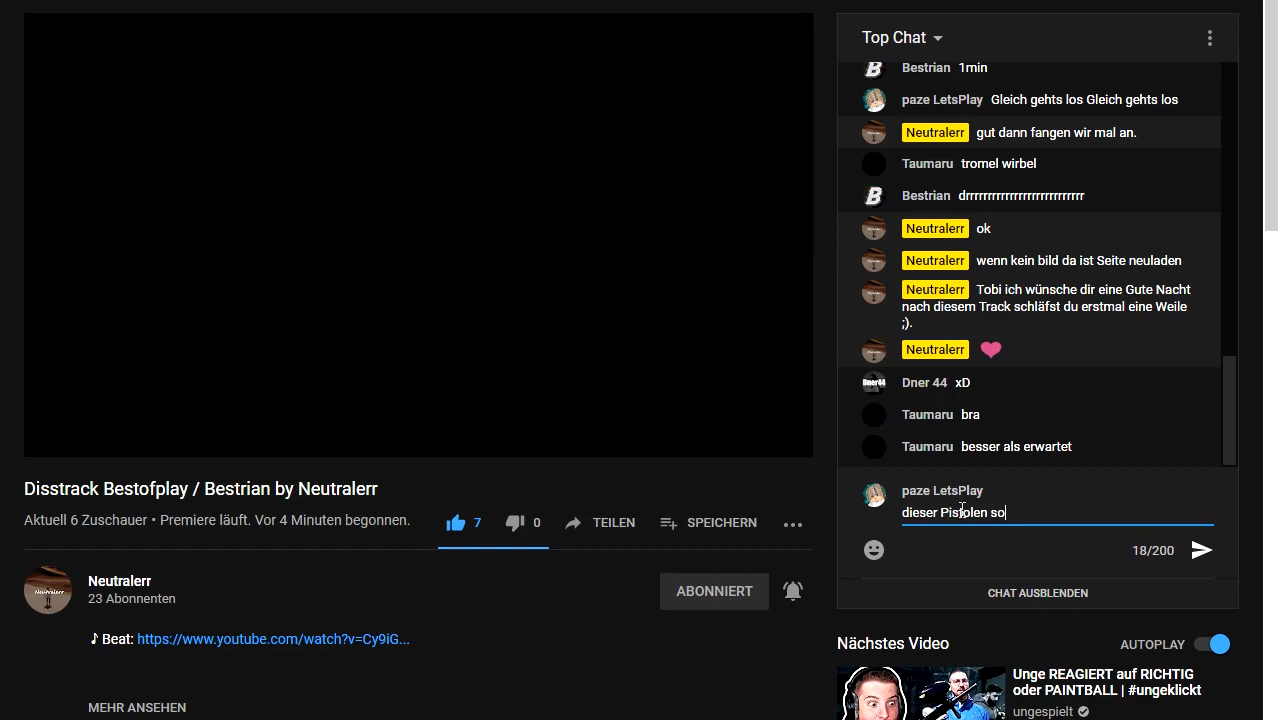 Top Chat
Bestrian 1min
paze LetsPlay Gleich gehts los Gleich gehts los
Neutralerr gut dann fangen wir mal an.
Taumaru tromel wirbel
Bestrian drrrrrrrrrrrrrrrrrrrrrrrrrr
Neutralerr ok
Neutralerr wenn kein bild da ist Seite neuladen
Neutralerr Tobi ich wünsche dir eine Gute Nacht
nach diesem Track schläfst du erstmal eine Weile
;).
Neutralerr
Dner 44 xD
Taumaru bra
Taumaru besser als erwartet
paze LetsPlay
dieser Pistolen so
18/200
CHAT AUSBLENDEN
Disstrack Bestofplay / Bestrian by Neutralerr
Aktuell 6 Zuschauer • Premiere läuft. Vor 4 Minuten begonnen.
7 0 TEILEN SPEICHERN
Neutralerr
23 Abonnenten
ABONNIERT
♪ Beat: https://www.youtube.com/watch?v=Cy9iG...
MEHR ANSEHEN
Nächstes Video AUTOPLAY
Unge REAGIERT auf RICHTIG
oder PAINTBALL | #ungeklickt
ungespielt